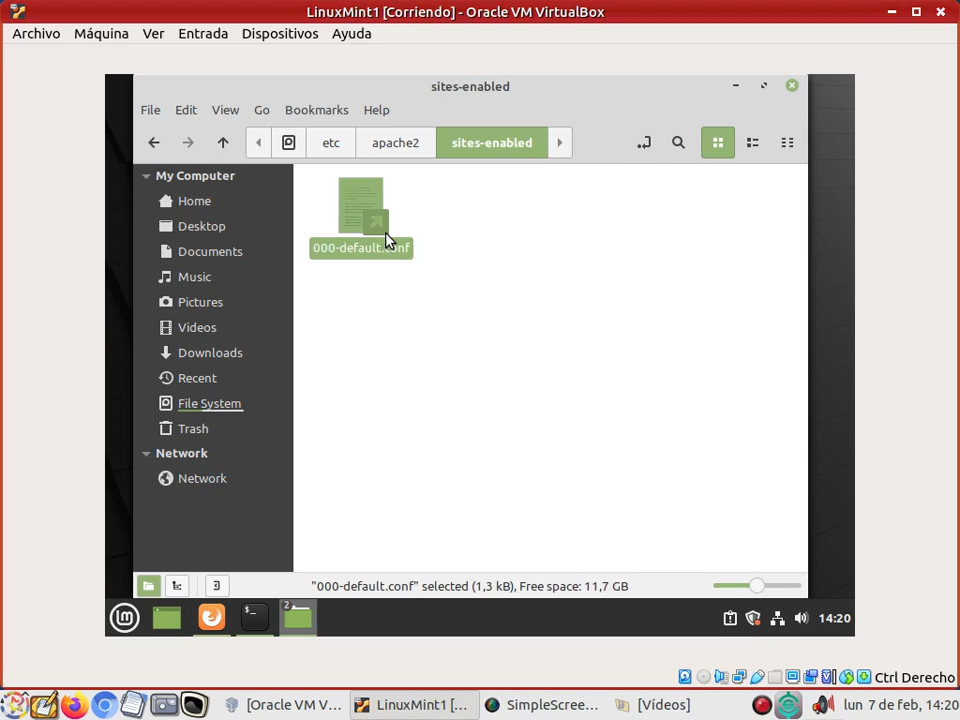 LinuxMint1 [Corriendo] - Oracle VM VirtualBox
Archivo Máquina Ver Entrada Dispositivos Ayuda
sites-enabled
File Edit View Go Bookmarks Help
etc apache2 sites-enabled
My Computer
Home
Desktop
Documents
Music
Pictures
Videos
Downloads
Recent
File System
Trash
Network
Network
000-default.conf
"000-default.conf" selected (1,3 kB), Free space: 11,7 GB
2
14:20
Ctrl Derecho
[Oracle VM V... LinuxMint1 [... SimpleScree... [Vídeos] lun 7 de feb, 14:20